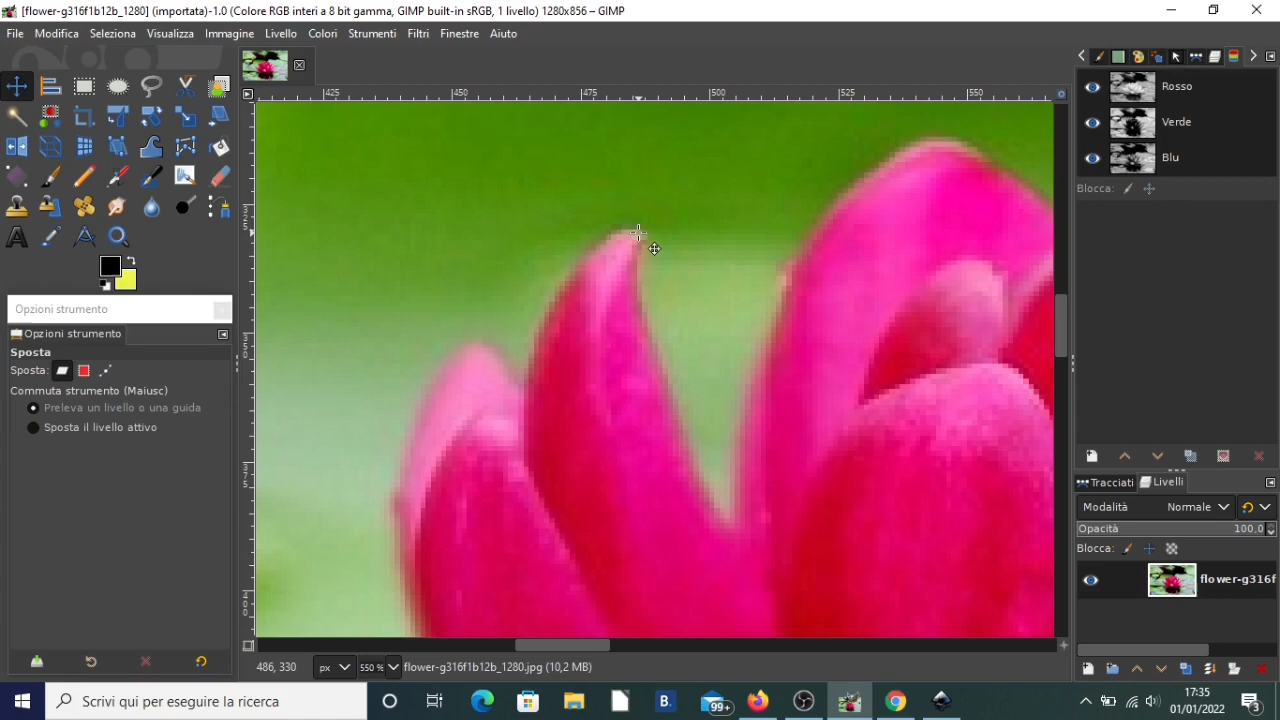 [flower-g316f1b12b_1280] (importata)-1.0 (Colore RGB interi a 8 bit gamma, GIMP built-in sRGB, 1 livello) 1280x856 – GIMP
File Modifica Seleziona Visualizza Immagine Livello Colori Strumenti Filtri Finestre Aiuto
425 450 475 500 525 550
325
350
375
400
Rosso
Verde
Blu
Blocca:
Opzioni strumento
Opzioni strumento
Sposta
Sposta:
Commuta strumento (Maiusc)
Preleva un livello o una guida
Sposta il livello attivo
Tracciati Livelli
Modalità Normale
Opacità 100,0
Blocca:
flower-g316f
486, 330 px 550 % flower-g316f1b12b_1280.jpg (10,2 MB)
Scrivi qui per eseguire la ricerca
B.
99+
17:35
01/01/2022
3